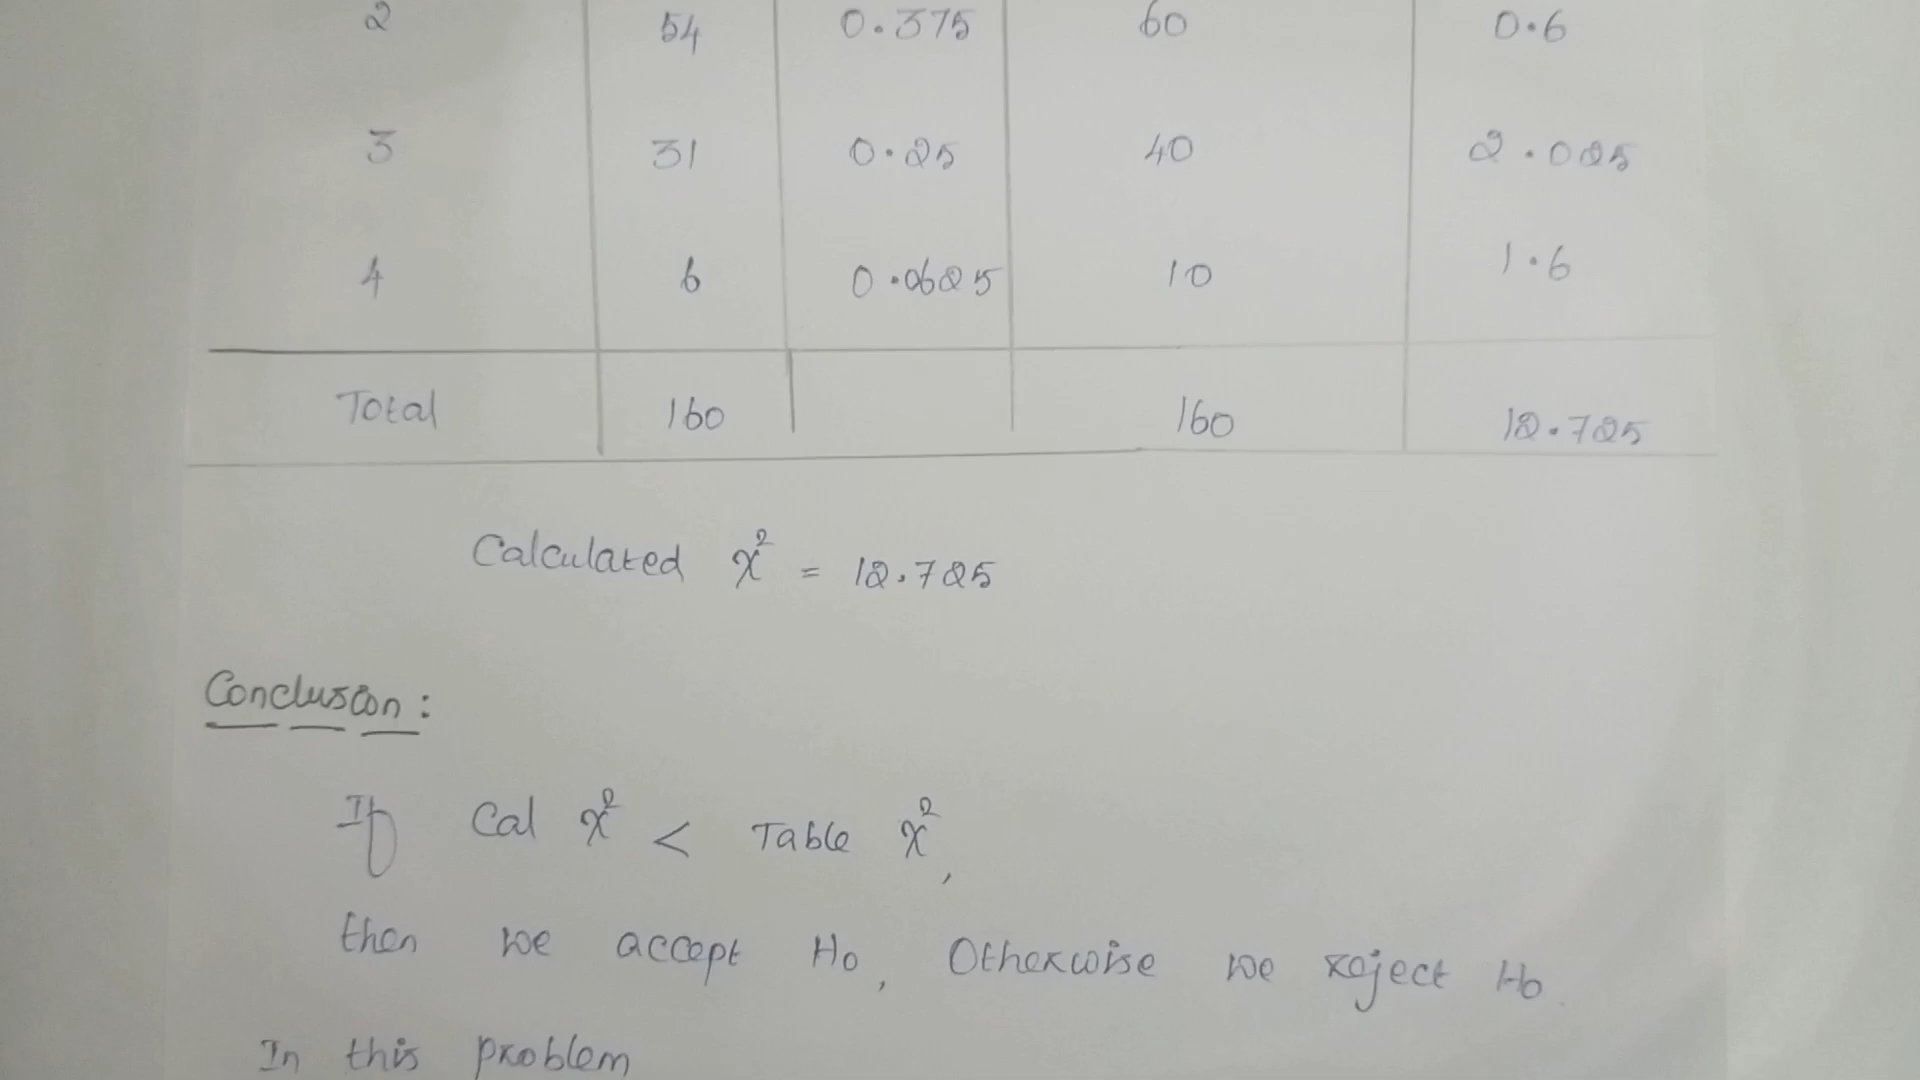 2 54 0.375 60 0.6
3 31 0.25 40 2.025
4 6 0.0625 10 1.6
Total 160 160 12.725
Calculated χ² = 12.725
Conclusion:
If Cal χ² < Table χ²,
then we accept H₀, Otherwise we reject H₀.
In this problem